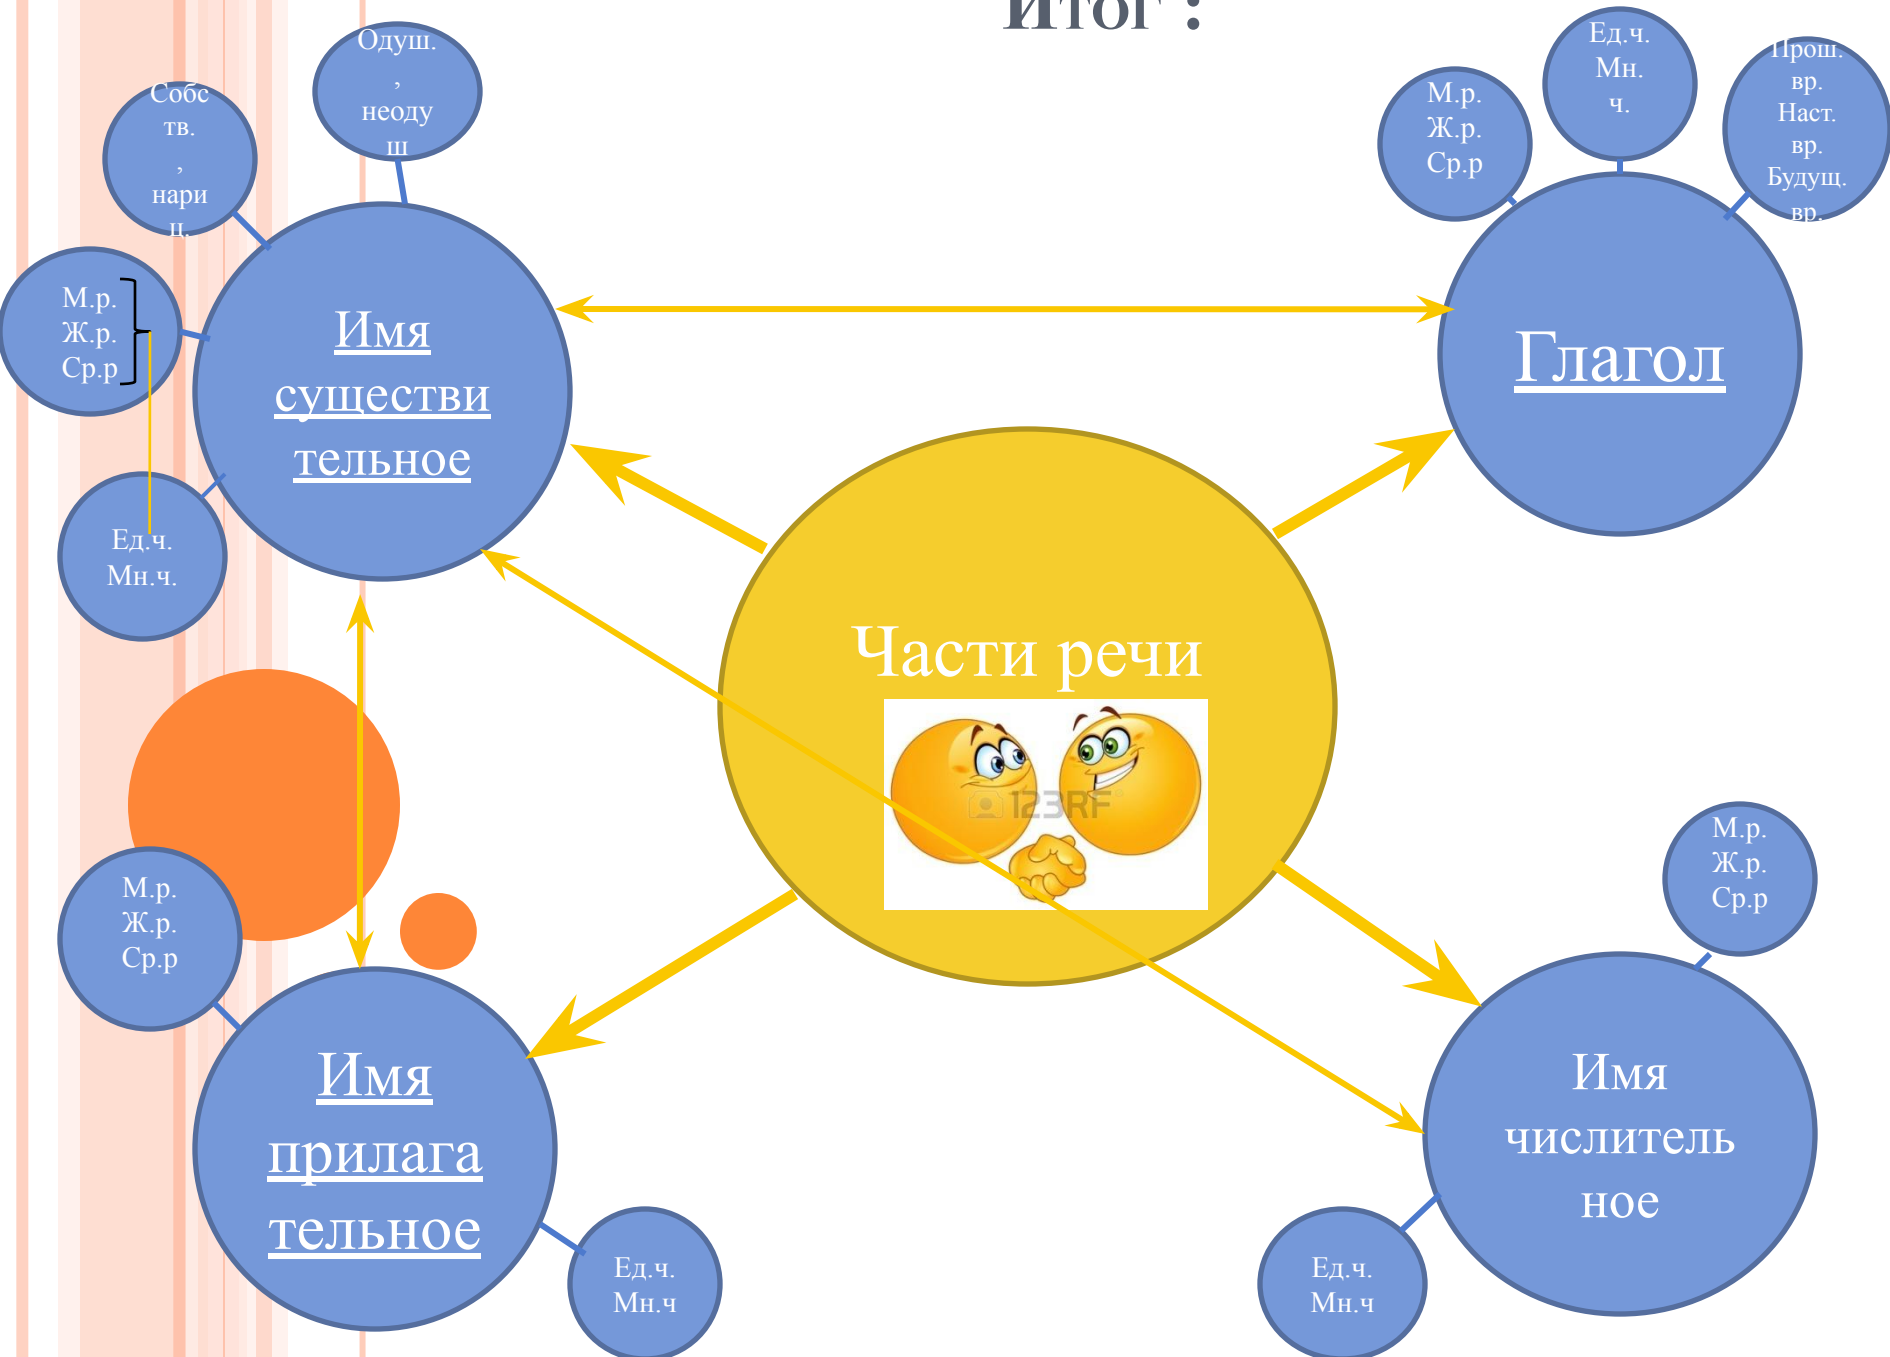 Итог :
Одуш.
,
неоду
ш
Собс
тв.
,
нари
ц.
М.р.
Ж.р.
Ср.р
Ед.ч.
Мн.ч.
Имя
существи
тельное
М.р.
Ж.р.
Ср.р
Ед.ч.
Мн.
ч.
Прош.
вр.
Наст.
вр.
Будущ.
вр.
Глагол
Части речи
123RF
М.р.
Ж.р.
Ср.р
Имя
прилага
тельное
Ед.ч.
Мн.ч
М.р.
Ж.р.
Ср.р
Имя
числитель
ное
Ед.ч.
Мн.ч